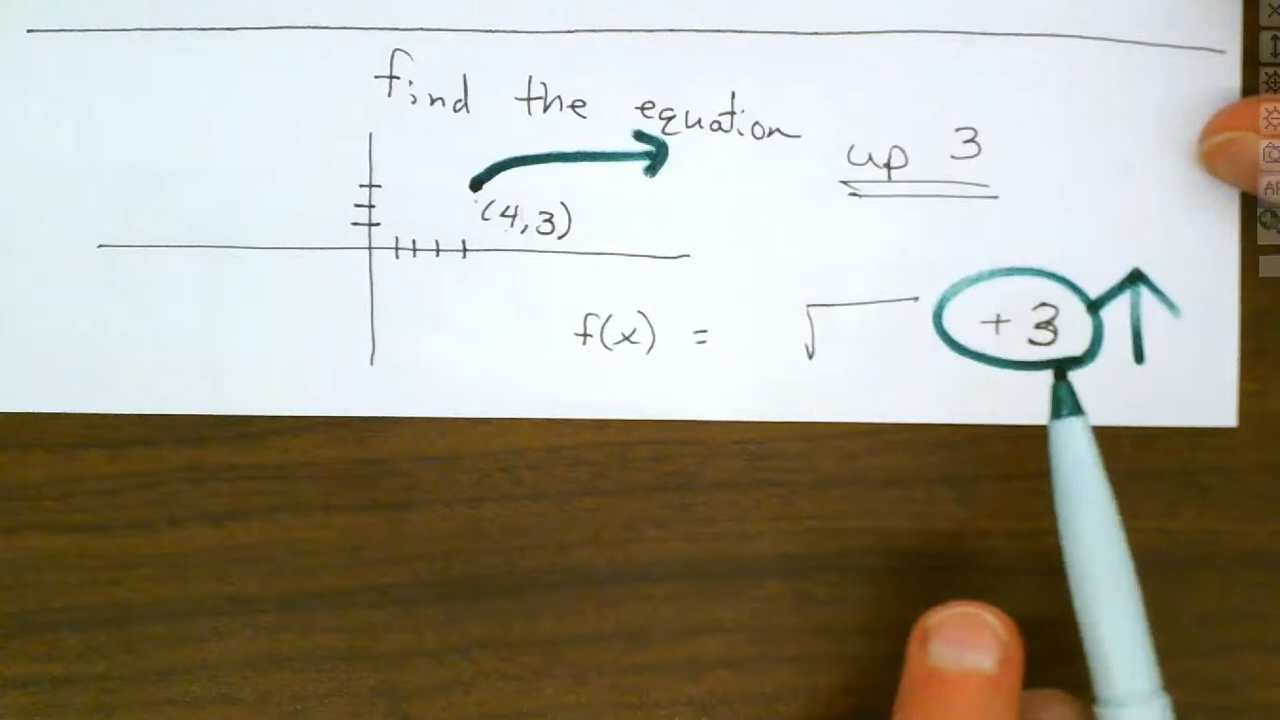 find the equation
up 3
(4,3)
f(x) = √ +3